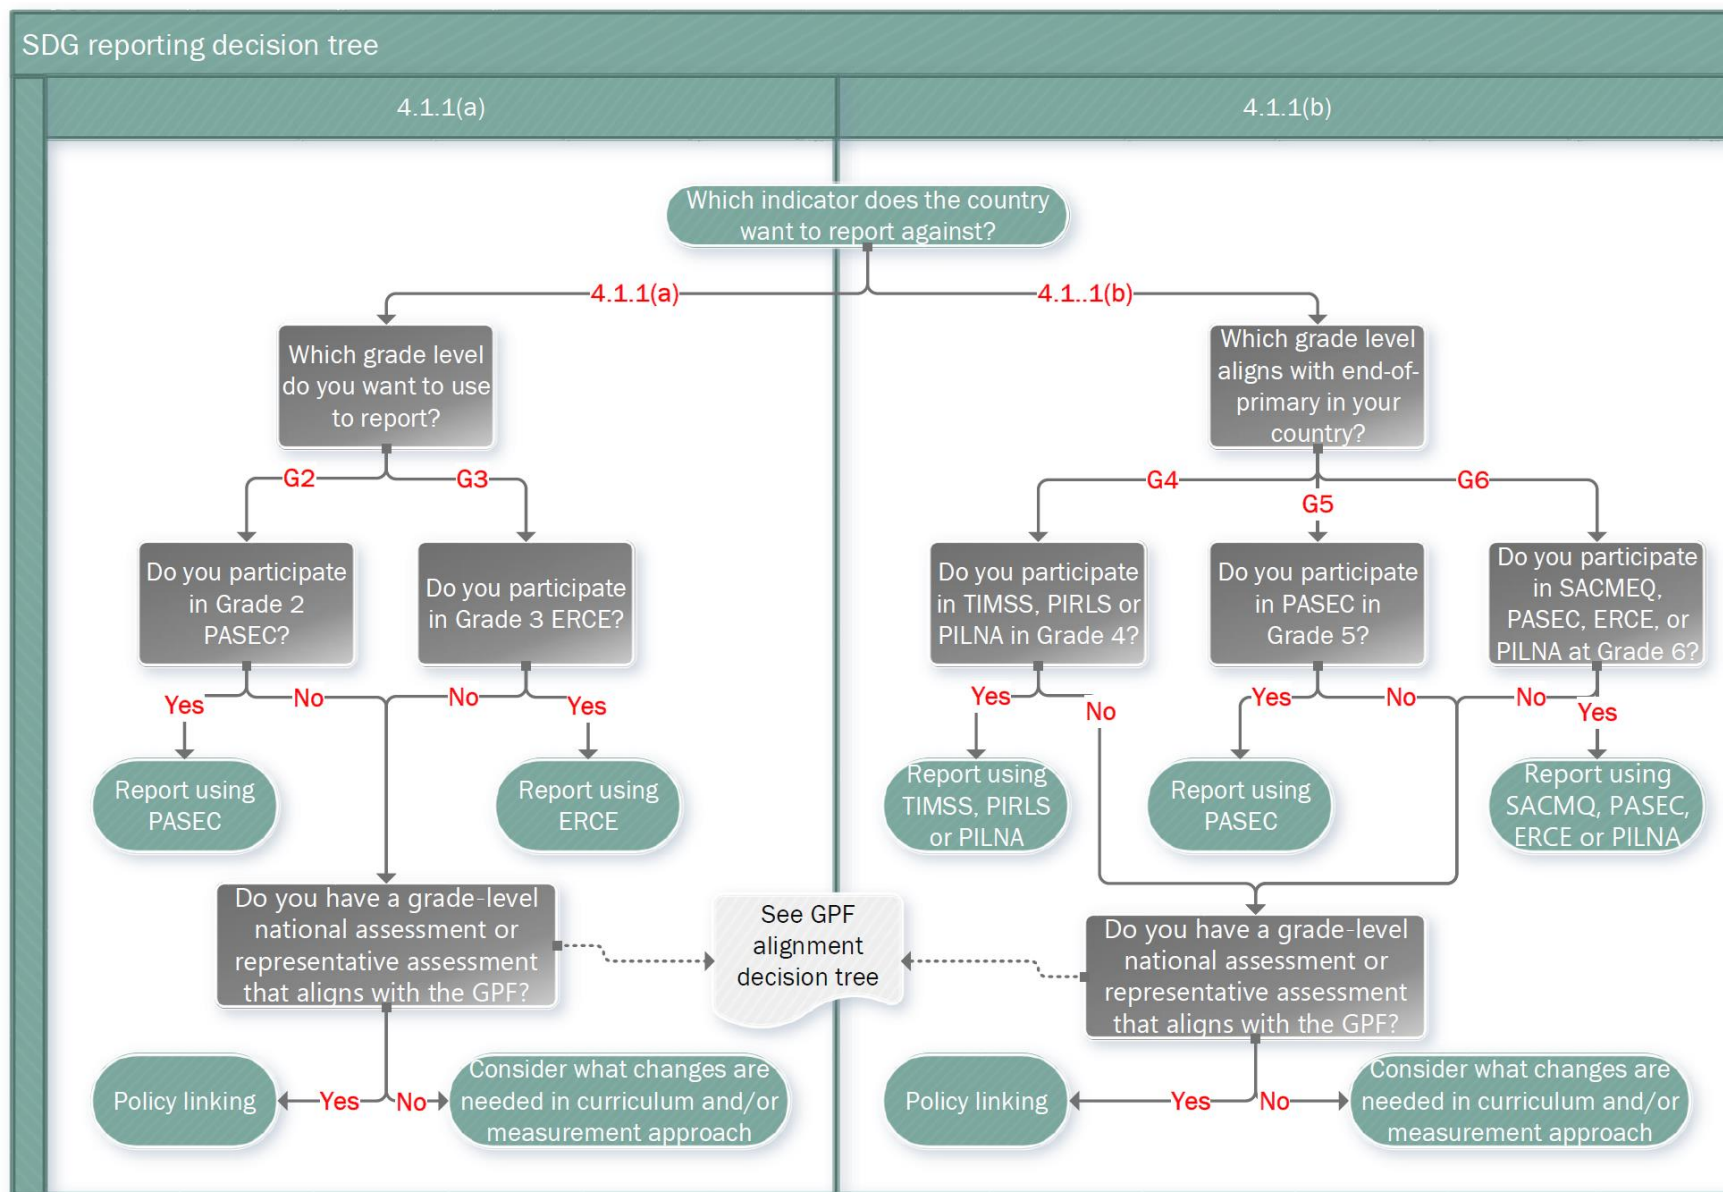 SDG reporting decision tree
4.1.1(a)
4.1.1(b)
Which indicator does the country
want to report against?
4.1.1(a)
4.1..1(b)
Which grade level
do you want to use
to report?
Which grade level
aligns with end-of-
primary in your
country?
G2
G3
G4
G5
G6
Do you participate
in Grade 2
PASEC?
Do you participate
in Grade 3 ERCE?
Do you participate
in TIMSS, PIRLS or
PILNA in Grade 4?
Do you participate
in PASEC in
Grade 5?
Do you participate
in SACMEQ,
PASEC, ERCE, or
PILNA at Grade 6?
Yes
No
No
Yes
Yes
No
Yes
No
No
Yes
Report using
PASEC
Report using
ERCE
Report using
TIMSS, PIRLS
or PILNA
Report using
PASEC
Report using
SACMQ, PASEC,
ERCE or PILNA
Do you have a grade-level
national assessment or
representative assessment
that aligns with the GPF?
See GPF
alignment
decision tree
Do you have a grade-level
national assessment or
representative assessment
that aligns with the GPF?
Policy linking
Yes
No
Consider what changes are
needed in curriculum and/or
measurement approach
Policy linking
Yes
No
Consider what changes are
needed in curriculum and/or
measurement approach